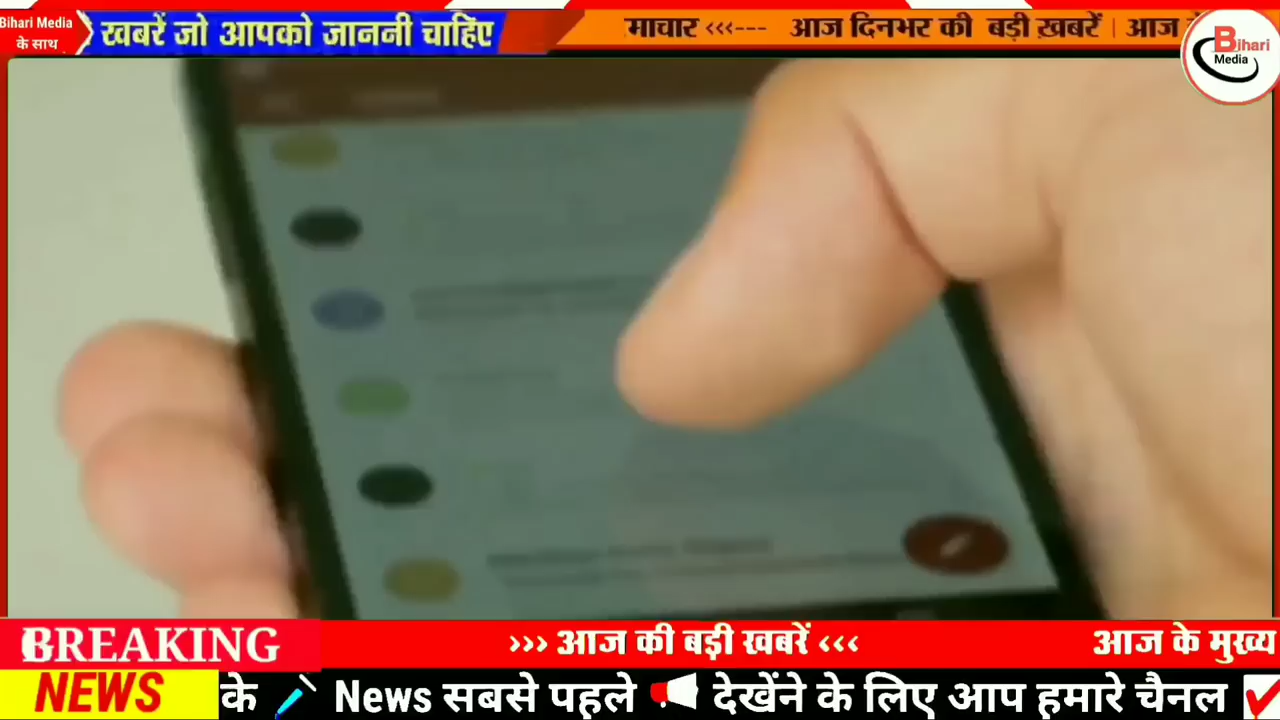 Bihari Media
के साथ
खबरें जो आपको जाननी चाहिए
माचार <<<--- आज दिनभर की बड़ी ख़बरें | आज
Bihari
Media
BREAKING
>>> आज की बड़ी खबरें <<< आज के मुख्य
NEWS
के News सबसे पहले देखेंने के लिए आप हमारे चैनल